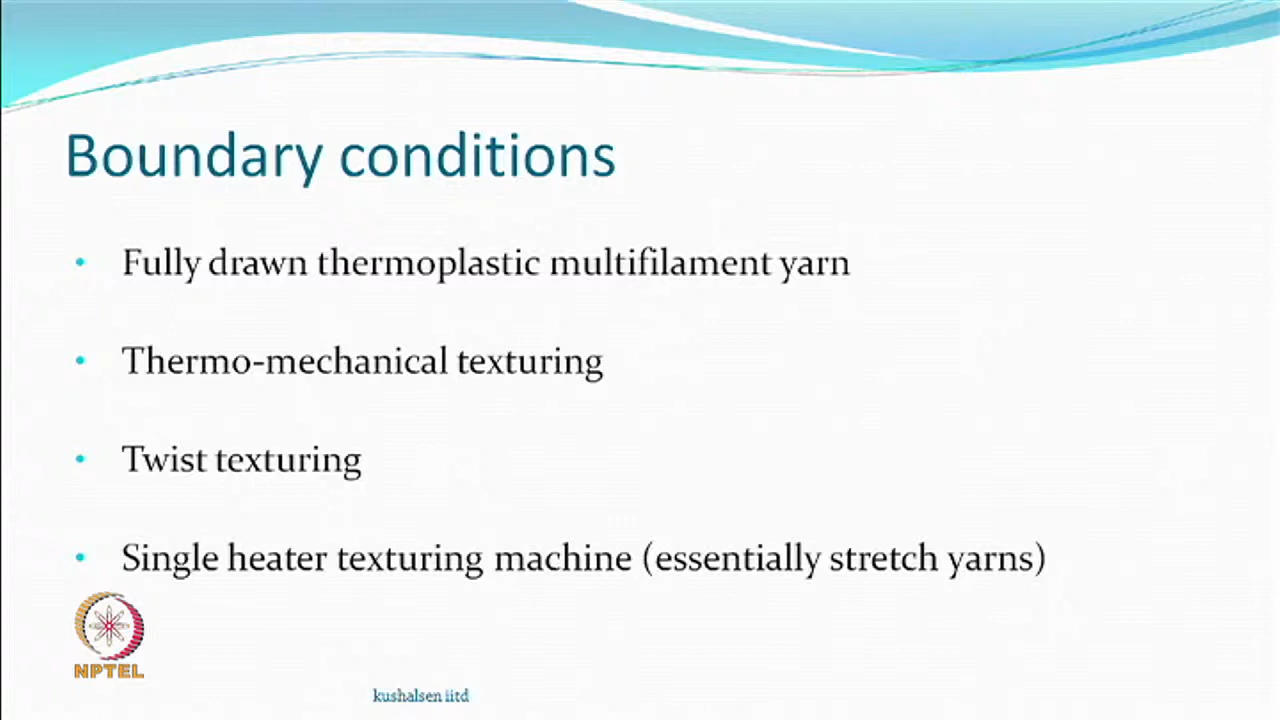 Boundary conditions
• Fully drawn thermoplastic multifilament yarn
• Thermo-mechanical texturing
• Twist texturing
• Single heater texturing machine (essentially stretch yarns)
NPTEL
kushalsen iitd